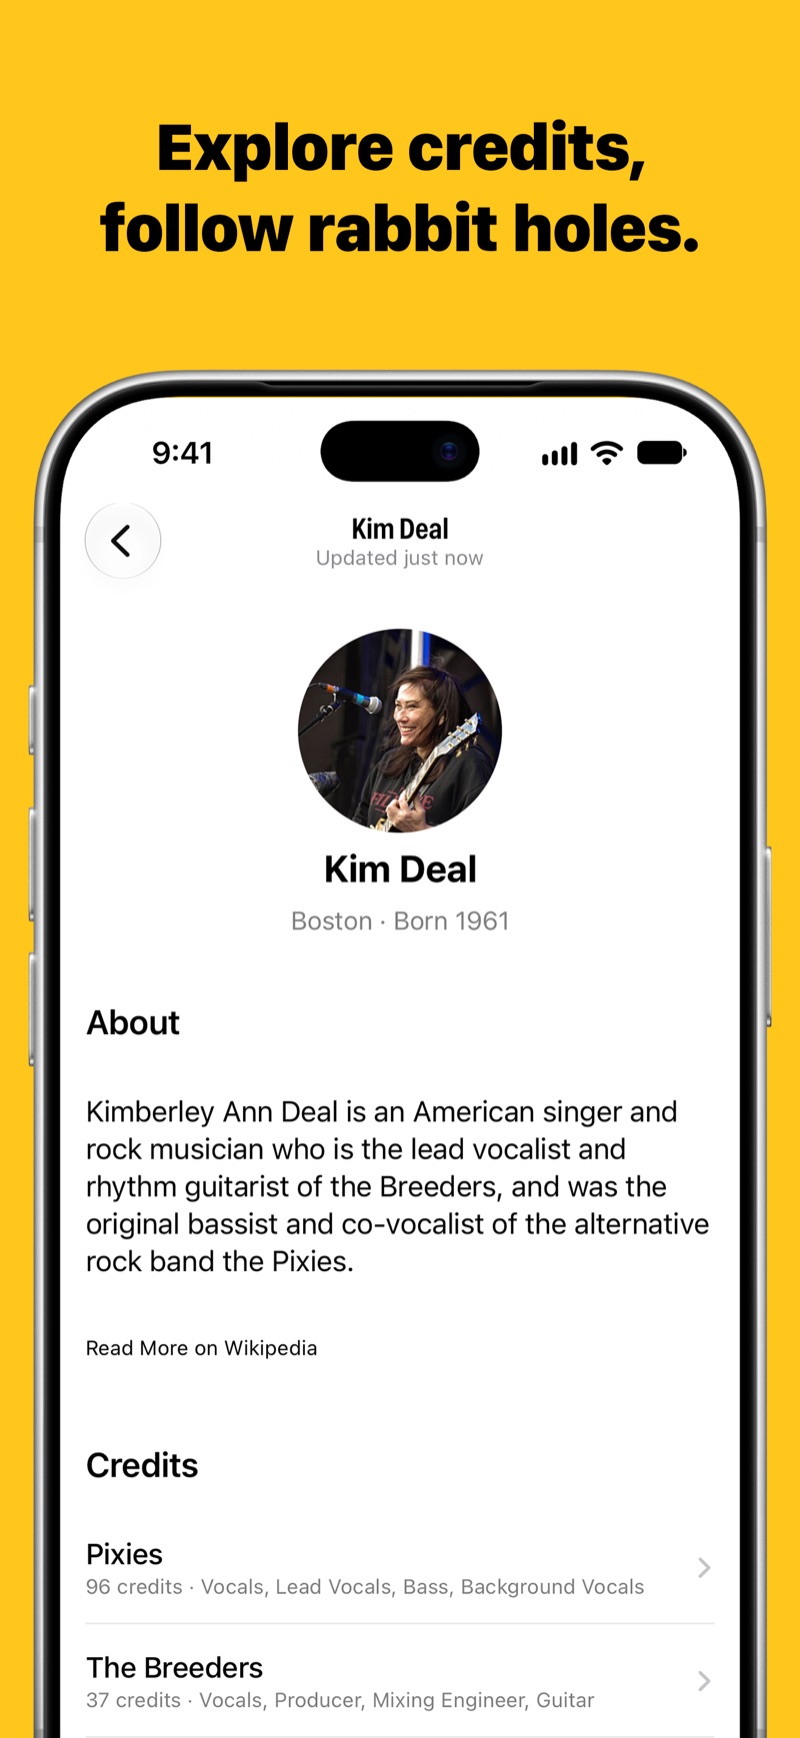 Explore credits,
follow rabbit holes.
9:41
Kim Deal
Updated just now
Kim Deal
Boston · Born 1961
About
Kimberley Ann Deal is an American singer and
rock musician who is the lead vocalist and
rhythm guitarist of the Breeders, and was the
original bassist and co-vocalist of the alternative
rock band the Pixies.
Read More on Wikipedia
Credits
Pixies
96 credits · Vocals, Lead Vocals, Bass, Background Vocals
The Breeders
37 credits · Vocals, Producer, Mixing Engineer, Guitar